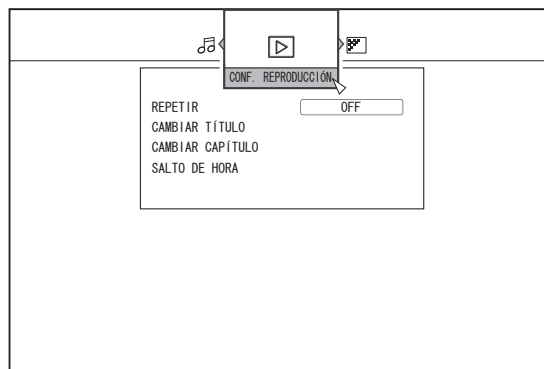 CONF. REPRODUCCIÓN
REPETIR OFF
CAMBIAR TÍTULO
CAMBIAR CAPÍTULO
SALTO DE HORA